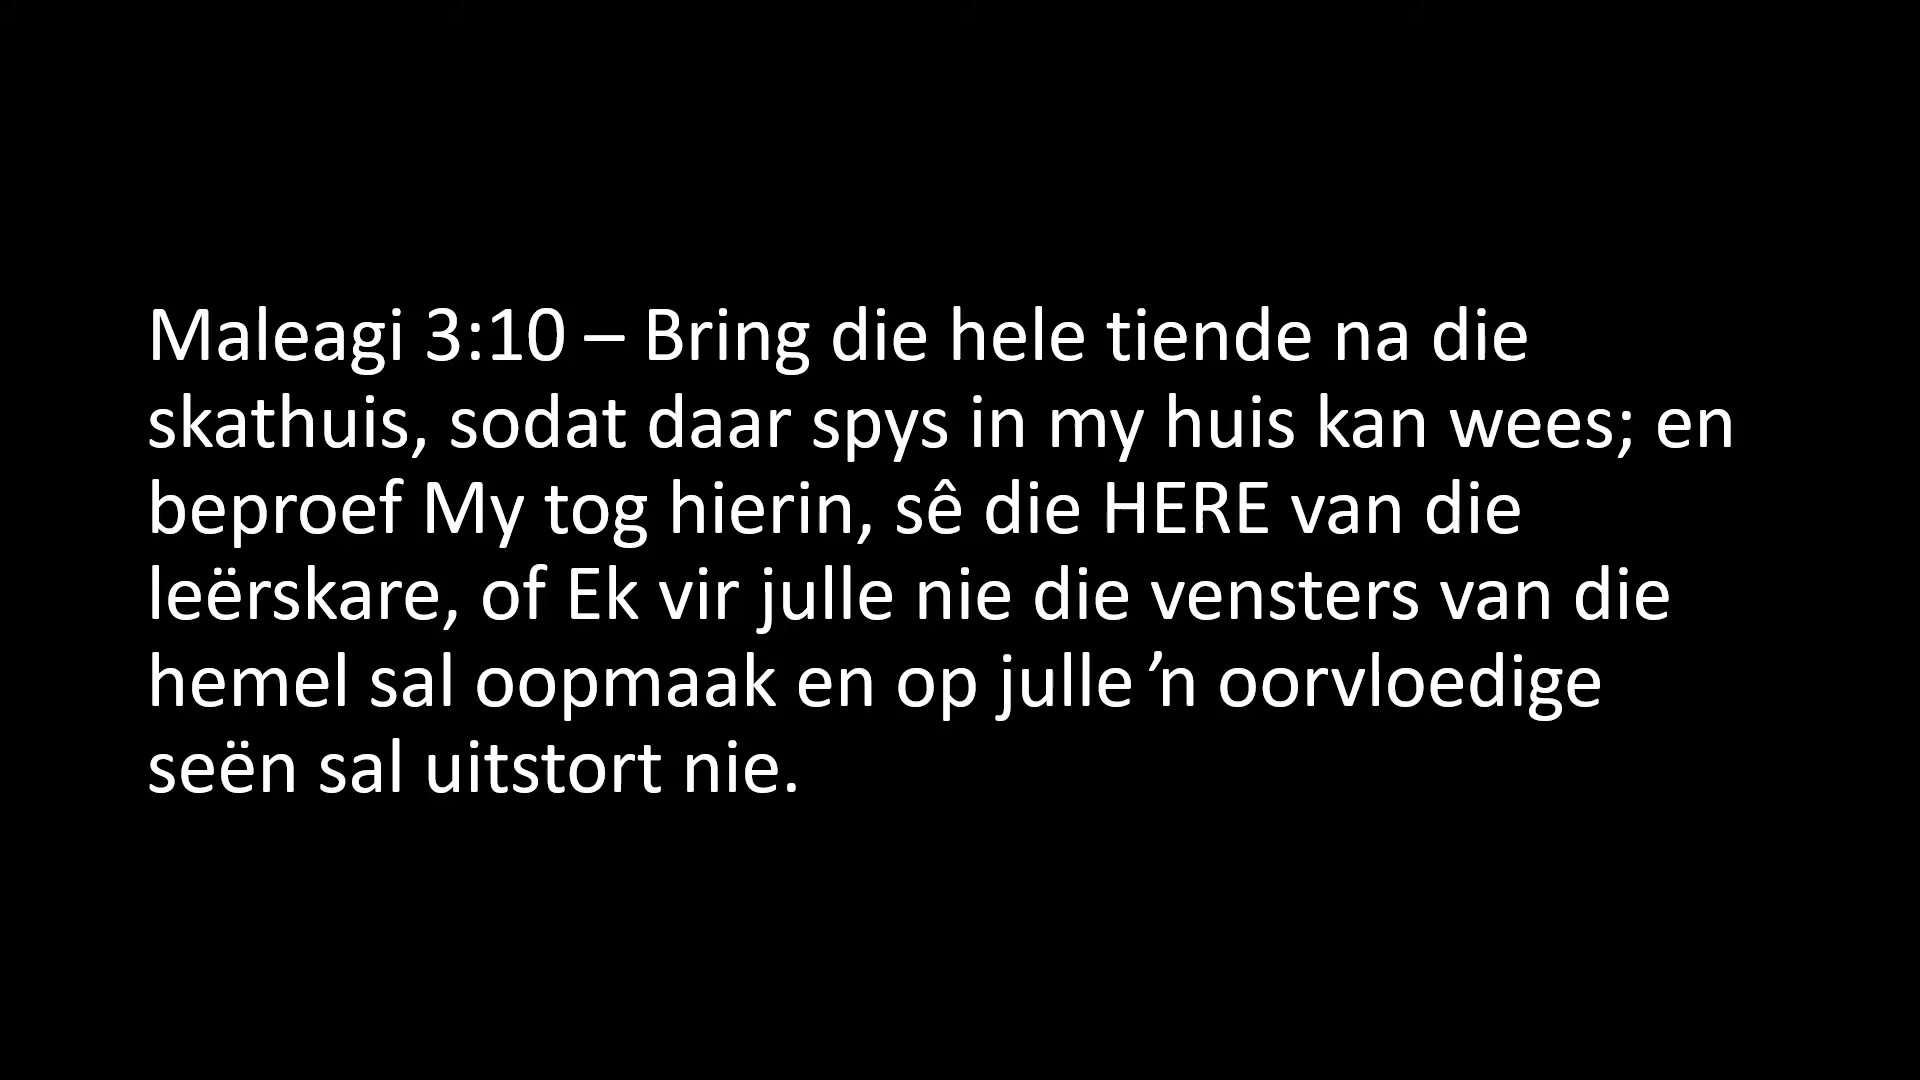 Maleagi 3:10 – Bring die hele tiende na die
skathuis, sodat daar spys in my huis kan wees; en
beproef My tog hierin, sê die HERE van die
leërskare, of Ek vir julle nie die vensters van die
hemel sal oopmaak en op julle ’n oorvloedige
seën sal uitstort nie.